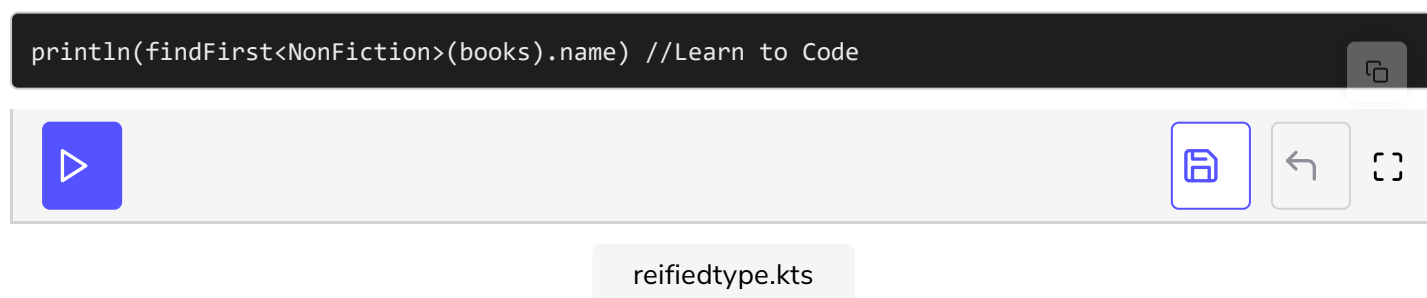 println(findFirst<NonFiction>(books).name) //Learn to Code
reifiedtype.kts